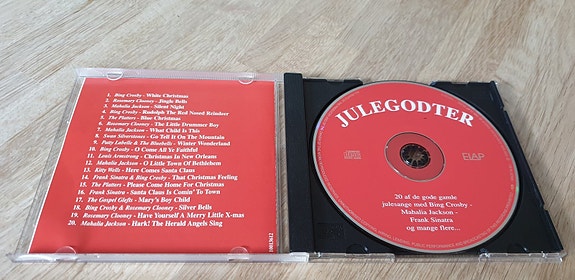 1. Bing Crosby - White Christmas
2. Rosemary Clooney - Jingle Bells
3. Mahalia Jackson - Silent Night
4. Bing Crosby - Rudolph The Red Nosed Reindeer
5. The Platters - Blue Christmas
6. Rosemary Clooney - The Little Drummer Boy
7. Mahalia Jackson - What Child Is This
8. Swan Silvertones - Go Tell It On The Mountain
9. Patty Labelle & The Bluebells - Winter Wonderland
10. Bing Crosby - O Come All Ye Faithful
11. Louis Armstrong - Christmas In New Orleans
12. Mahalia Jackson - O Little Town Of Bethlehem
13. Kitty Wells - Here Comes Santa Claus
14. Frank Sinatra & Bing Crosby - That Christmas Feeling
15. The Platters - Please Come Home For Christmas
16. Frank Sinatra - Santa Claus Is Comin' To Town
17. The Gospel Clefts - Mary's Boy Child
18. Bing Crosby & Rosemary Clooney - Silver Bells
19. Rosemary Clooney - Have Yourself A Merry Little X-mas
20. Mahalia Jackson - Hark! The Herald Angels Sing
JULEGODTER
ELAP
20 af de gode gamle
julesange med Bing Crosby -
Mahalia Jackson -
Frank Sinatra
og mange flere...